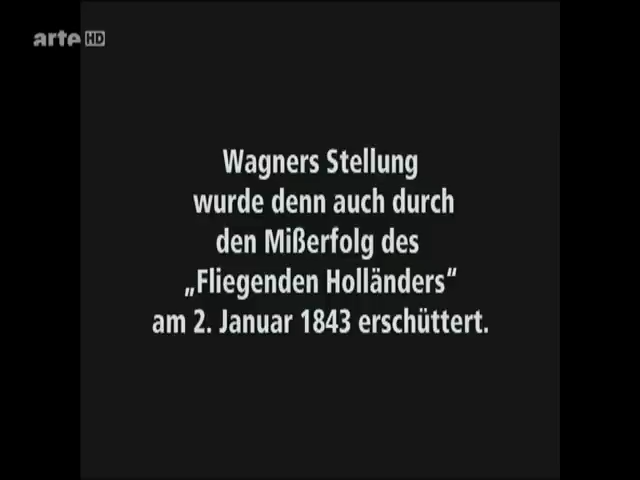 arte HD
Wagners Stellung
wurde denn auch durch
den Mißerfolg des
„Fliegenden Holländers“
am 2. Januar 1843 erschüttert.